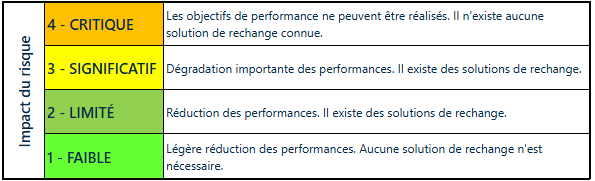 Impact du risque
4 - CRITIQUE
Les objectifs de performance ne peuvent être réalisés. Il n'existe aucune
solution de rechange connue.
3 - SIGNIFICATIF
Dégradation importante des performances. Il existe des solutions de rechange.
2 - LIMITÉ
Réduction des performances. Il existe des solutions de rechange.
1 - FAIBLE
Légère réduction des performances. Aucune solution de rechange n'est
nécessaire.